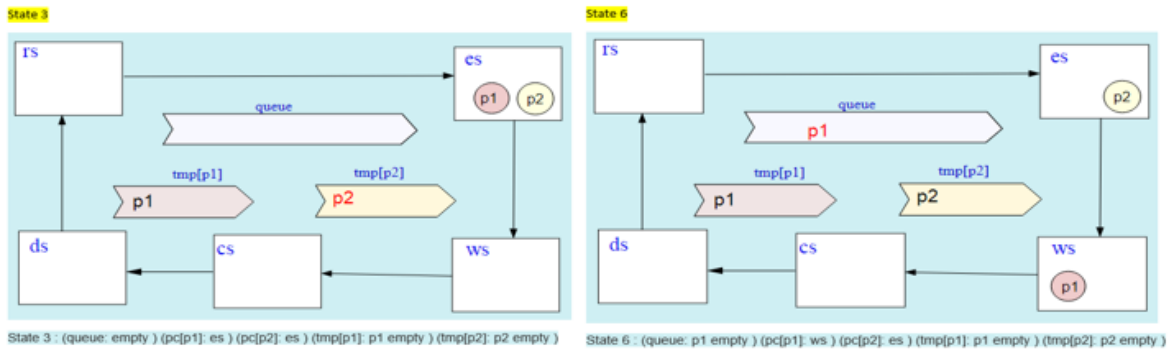 State 3
rs
es
p1 p2
queue
tmp[p1] tmp[p2]
p1 p2
ds
cs
ws
State 3 : (queue: empty ) (pc[p1]: es ) (pc[p2]: es ) (tmp[p1]: p1 empty ) (tmp[p2]: p2 empty )
State 6
rs
es
p2
queue
p1
tmp[p1] tmp[p2]
p1 p2
ds
cs
ws
p1
State 6 : (queue: p1 empty ) (pc[p1]: ws ) (pc[p2]: es ) (tmp[p1]: p1 empty ) (tmp[p2]: p2 empty )